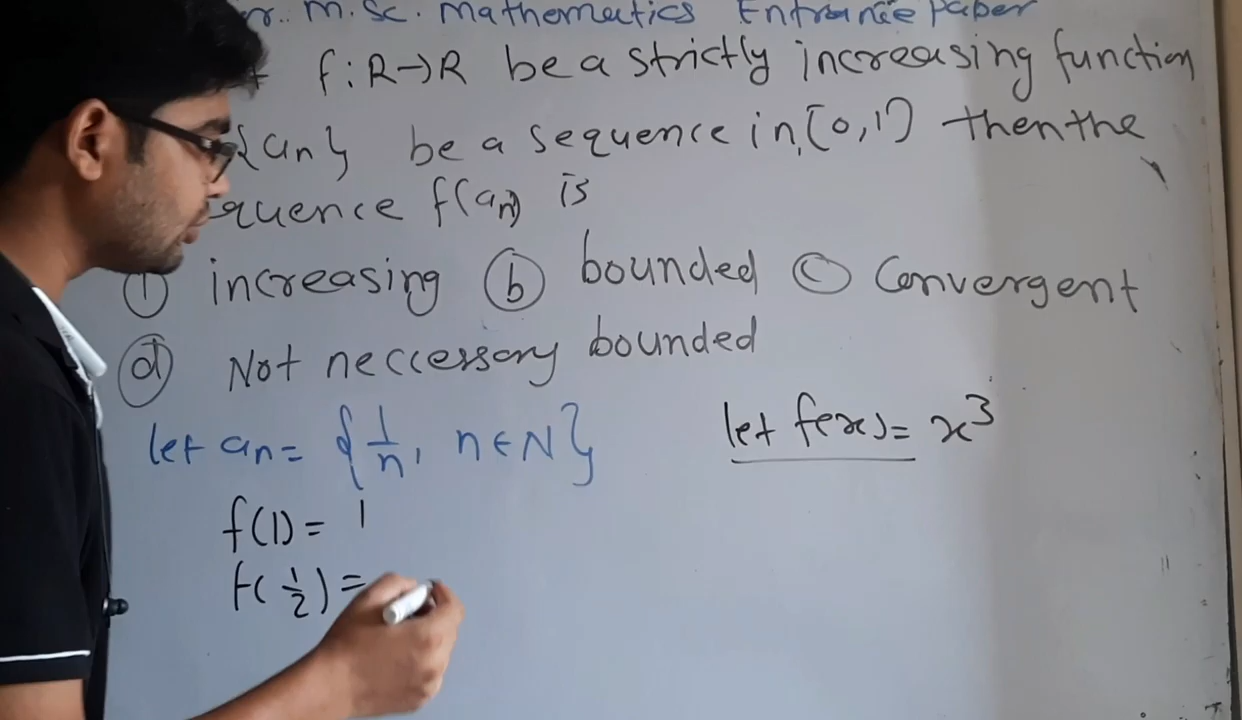 M.Sc. Mathematics Entrance Paper
f:R→R be a strictly increasing function
{an} be a sequence in [0,1] then the
quence f(an) is
increasing ⓑ bounded ⓒ Convergent
ⓓ Not neccessary bounded
let an= {1/n, n∈N}
let f(x)= x³
f(1)= 1
f(1/2)=